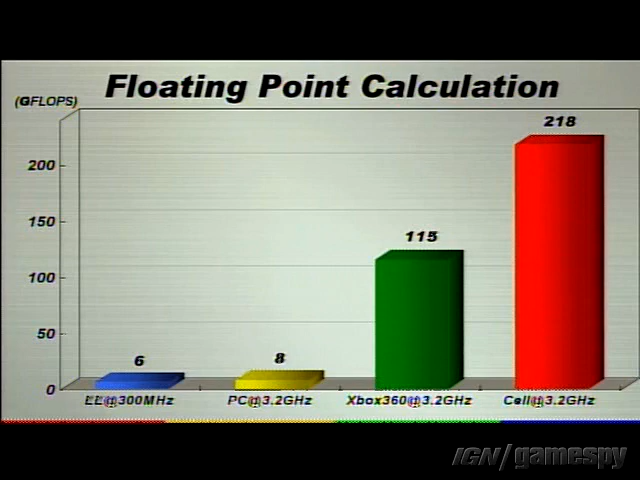 Floating Point Calculation
(GFLOPS)
218
200
150
115
100
50
8
6
0
EE@300MHz
PC@3.2GHz
Xbox360@3.2GHz
Cell@3.2GHz
IGN/gamespy